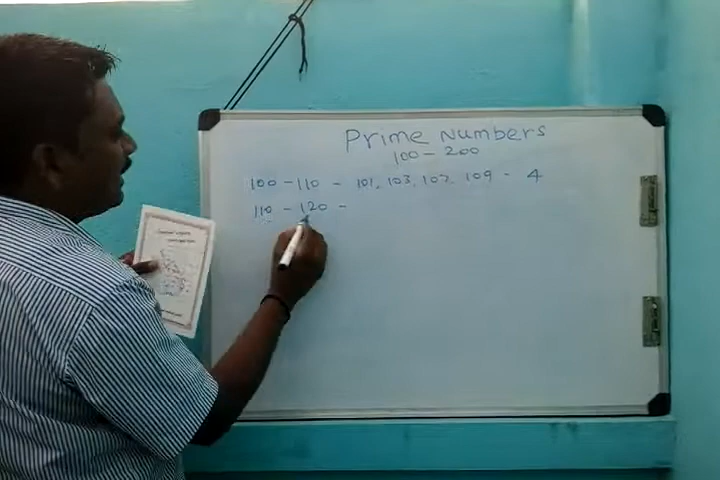 Prime Numbers
100 - 200
100 - 110 - 101, 103, 107, 109 - 4
110 - 120 -